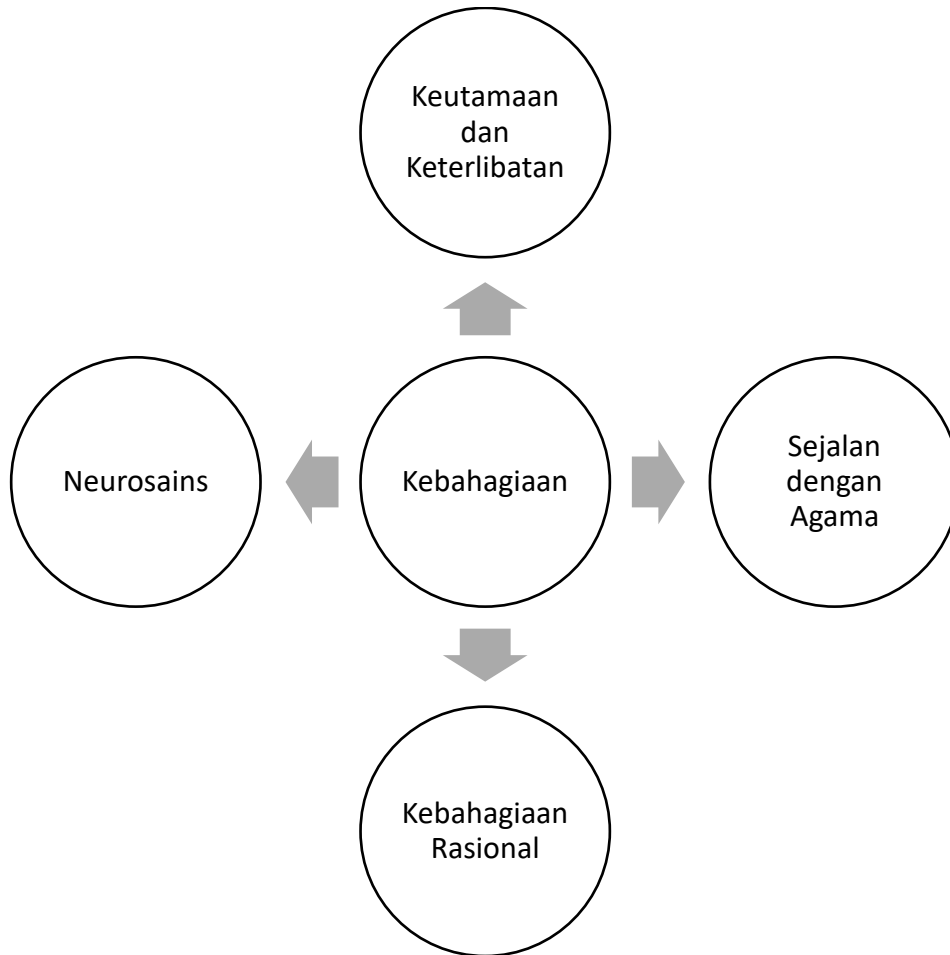 Keutamaan
dan
Keterlibatan
Neurosains
Kebahagiaan
Sejalan
dengan
Agama
Kebahagiaan
Rasional